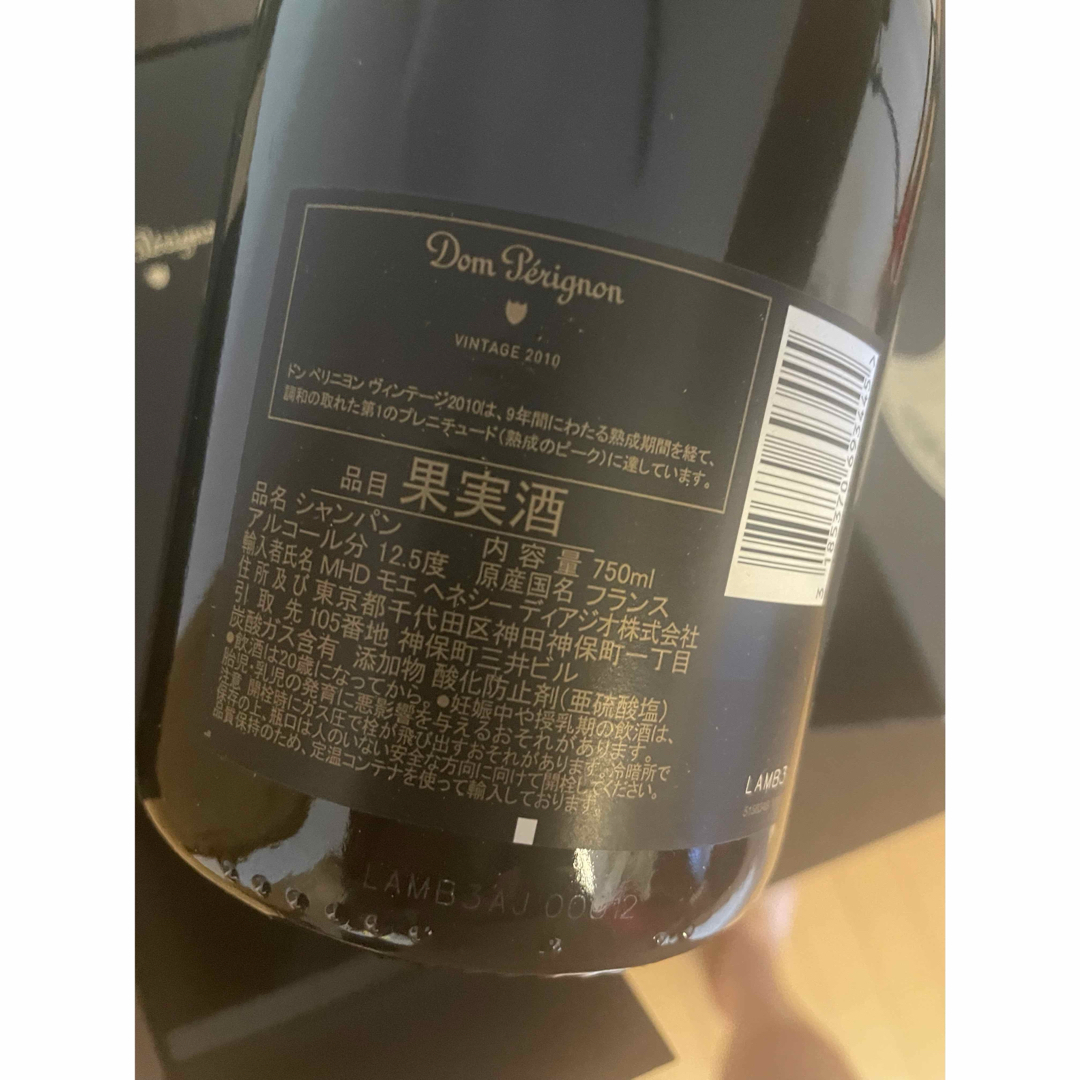 Dom Pérignon
VINTAGE 2010
ドン ペリニヨン ヴィンテージ2010は、9年間にわたる熟成期間を経て、
調和の取れた第1のプレニチュード(熟成のピーク)に達しています。
品目 果実酒
品名 シャンパン 内容量 750ml
アルコール分 12.5度 原産国名 フランス
輸入者氏名 MHD モエ ヘネシー ディアジオ株式会社
住所及び 東京都千代田区神田神保町一丁目
引取先 105番地 神保町三井ビル
炭酸ガス含有 添加物 酸化防止剤(亜硫酸塩)
●飲酒は20歳になってから。●妊娠中や授乳期の飲酒は、
胎児・乳児の発育に悪影響を与えるおそれがあります。
注意 開栓時にガス圧で栓が飛び出すおそれがあります。冷暗所で
保存の上、瓶口は人のいない安全な方向に向けて開栓してください。
品質保持のため、定温コンテナを使って輸入しております。
3 185370 693445 >
LAMB3
LAMB3AJ 00012
Pérignon